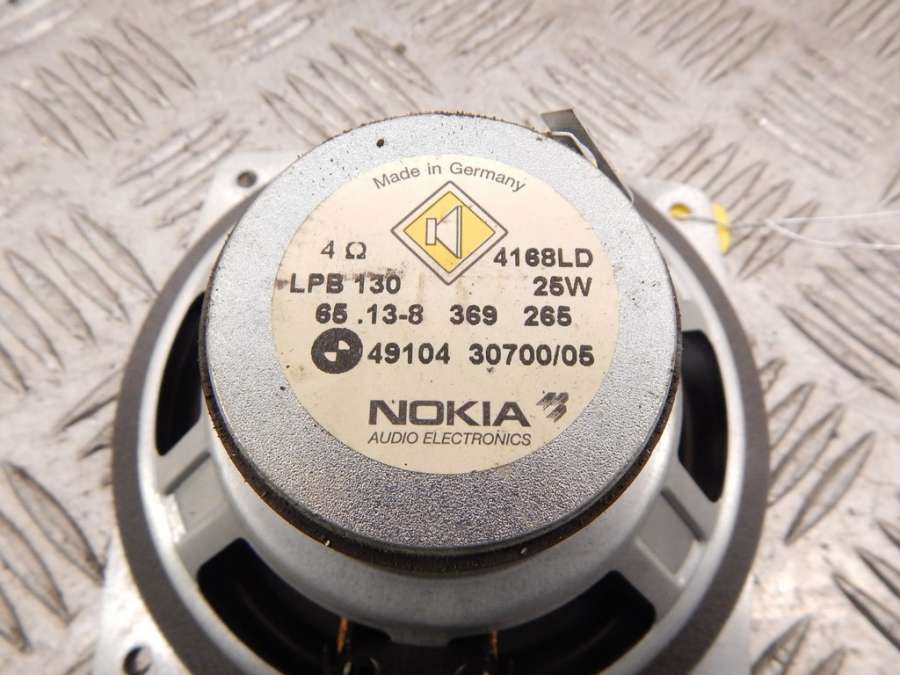 Made in Germany
4 Ω 4168LD
LPB 130 25W
65 .13-8 369 265
49104 30700/05
NOKIA
AUDIO ELECTRONICS